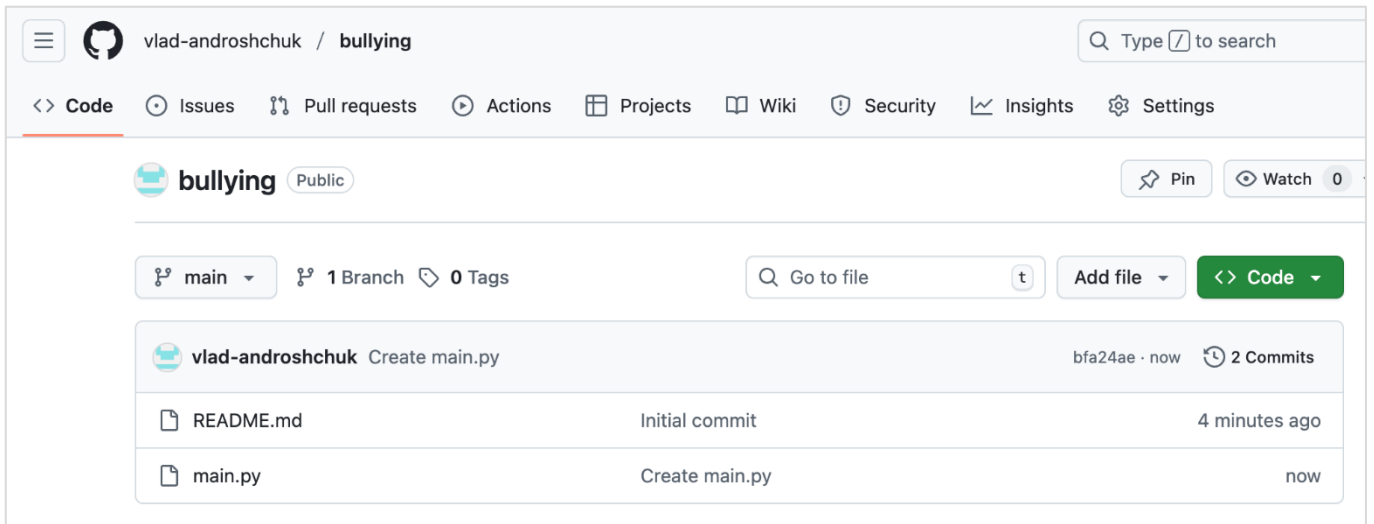 vlad-androshchuk / bullying Type / to search
Code Issues Pull requests Actions Projects Wiki Security Insights Settings
bullying Public Pin Watch 0
main 1 Branch 0 Tags Go to file t Add file Code
vlad-androshchuk Create main.py bfa24ae · now 2 Commits
README.md Initial commit 4 minutes ago
main.py Create main.py now